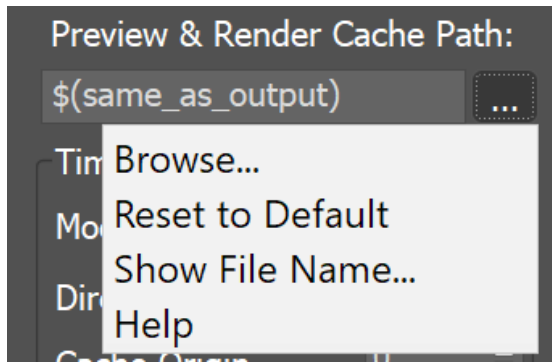 Preview & Render Cache Path:
$(same_as_output)
...
Browse...
Reset to Default
Show File Name...
Help